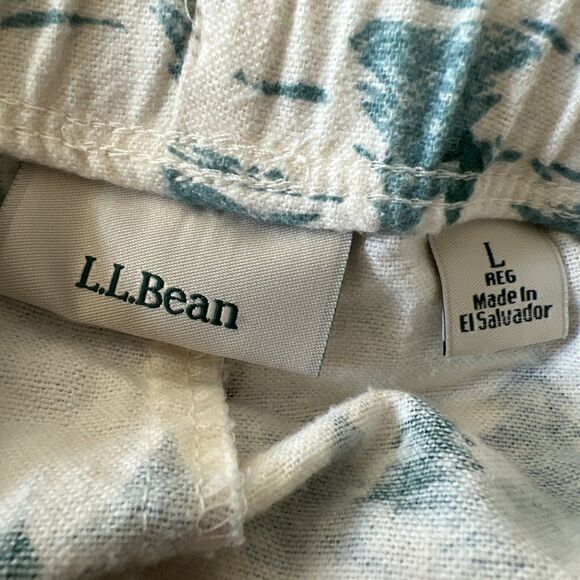 L.L.Bean
L
REG
Made In
El Salvador